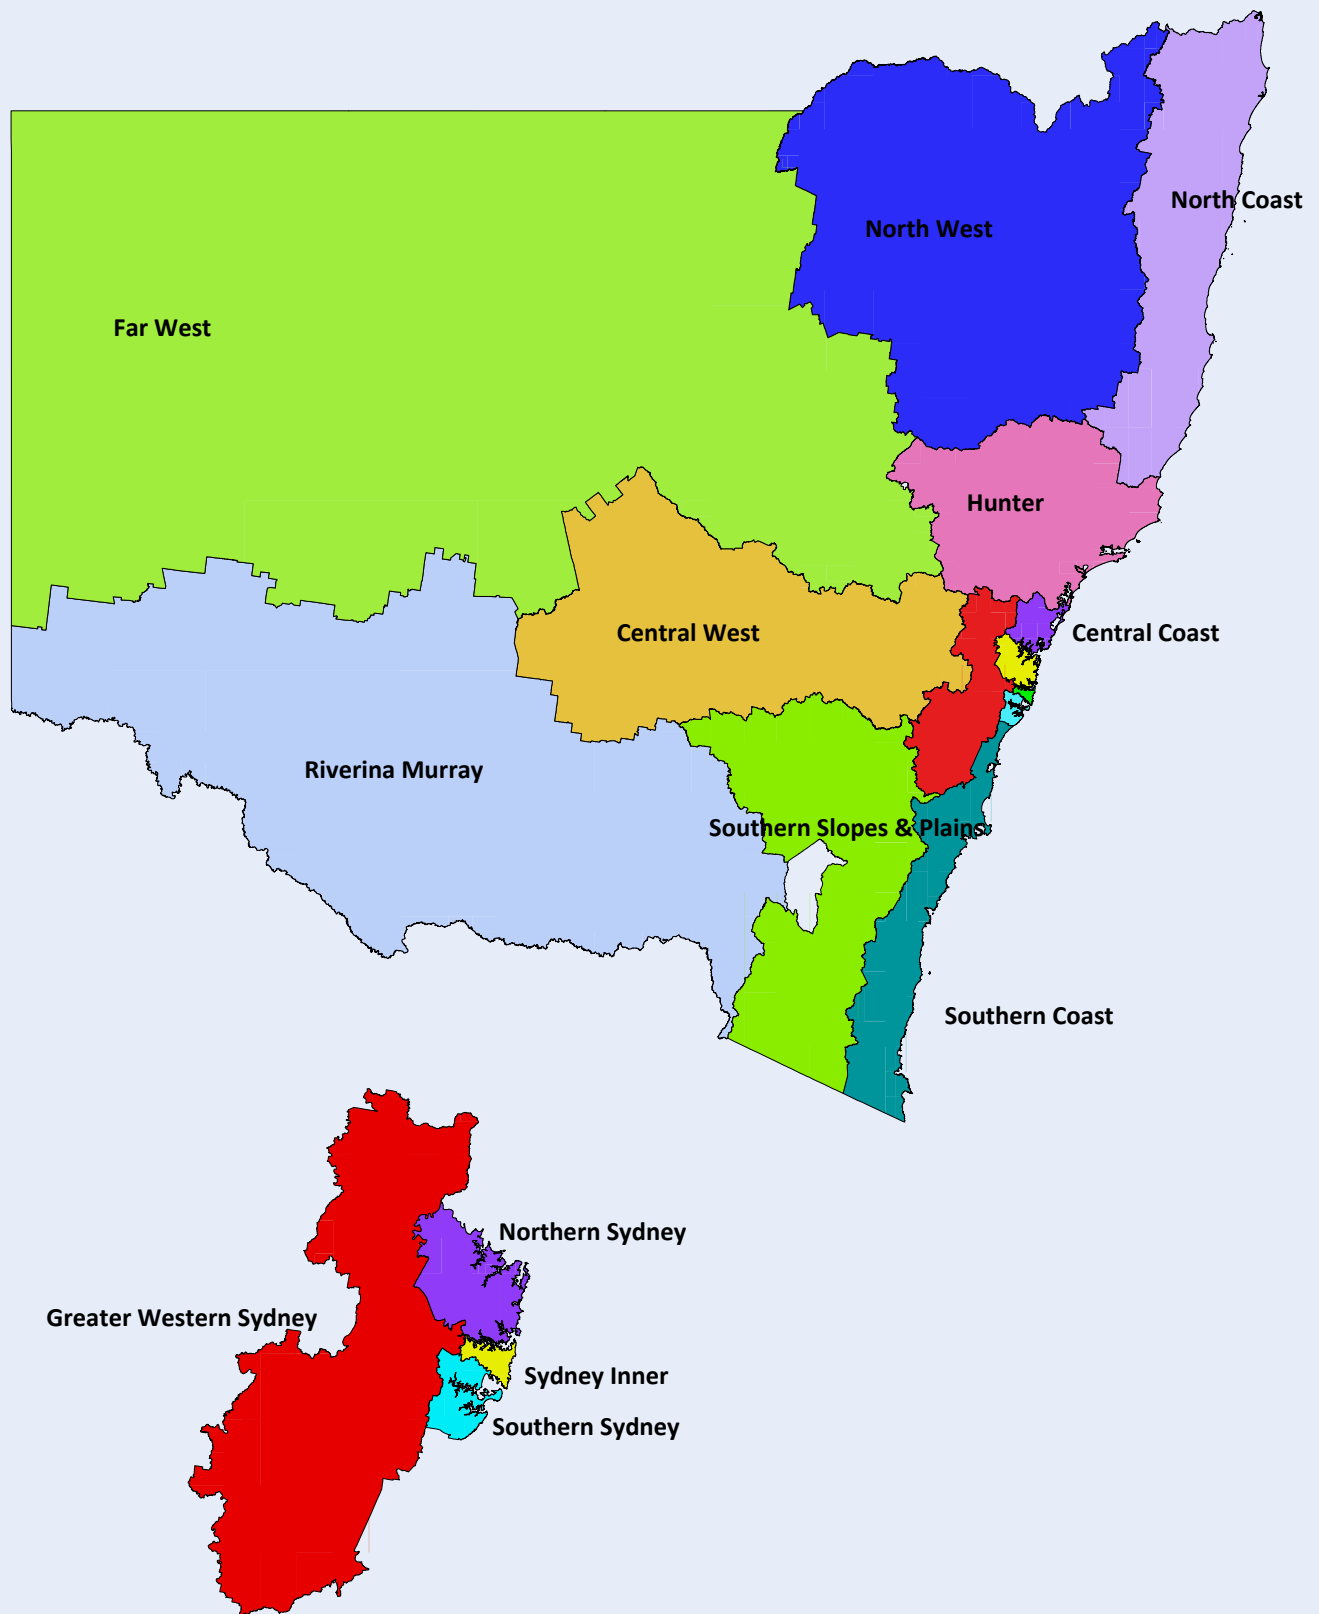 North Coast
North West
Far West
Hunter
Central West
Central Coast
Riverina Murray
Southern Slopes & Plains
Southern Coast
Northern Sydney
Greater Western Sydney
Sydney Inner
Southern Sydney